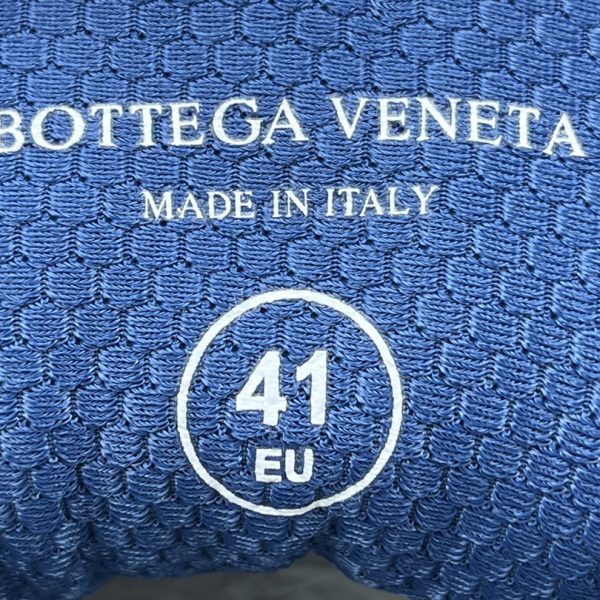 BOTTEGA VENETA
MADE IN ITALY
41
EU